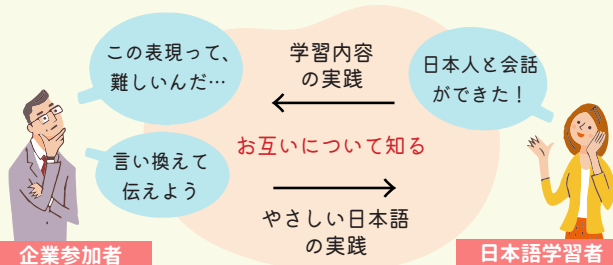 この表現って、
難しいんだ…
学習内容
の実践
日本人と会話
ができた！
お互いについて知る
言い換えて
伝えよう
やさしい日本語
の実践
企業参加者
日本語学習者